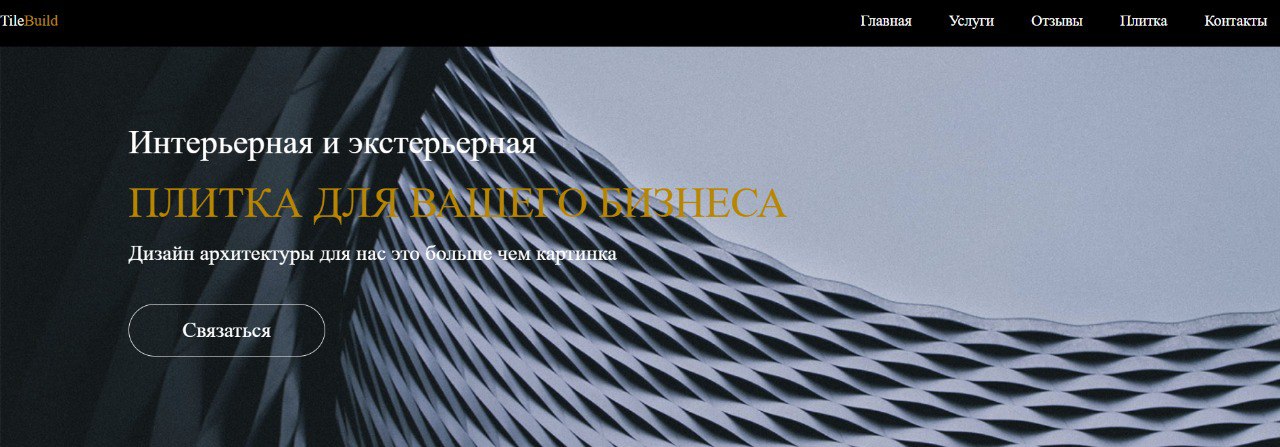 TileBuild Главная Услуги Отзывы Плитка Контакты
Интерьерная и экстерьерная
ПЛИТКА ДЛЯ ВАШЕГО БИЗНЕСА
Дизайн архитектуры для нас это больше чем картинка
Связаться